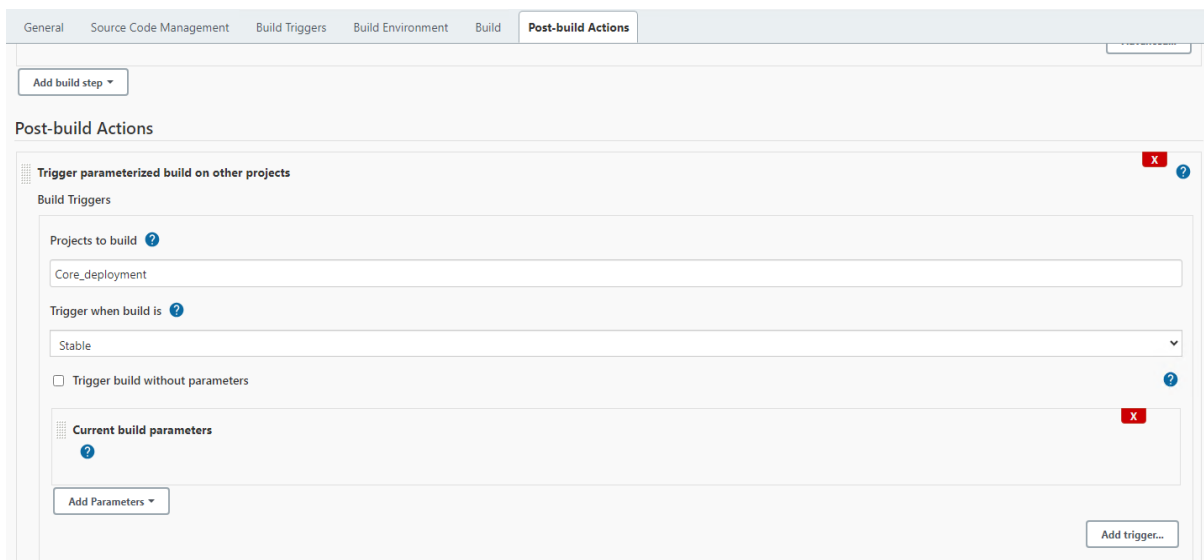 General Source Code Management Build Triggers Build Environment Build Post-build Actions
Advanced...
Add build step
Post-build Actions
X
Trigger parameterized build on other projects ?
Build Triggers
Projects to build ?
Core_deployment
Trigger when build is ?
Stable
Trigger build without parameters ?
X
Current build parameters
?
Add Parameters
Add trigger...